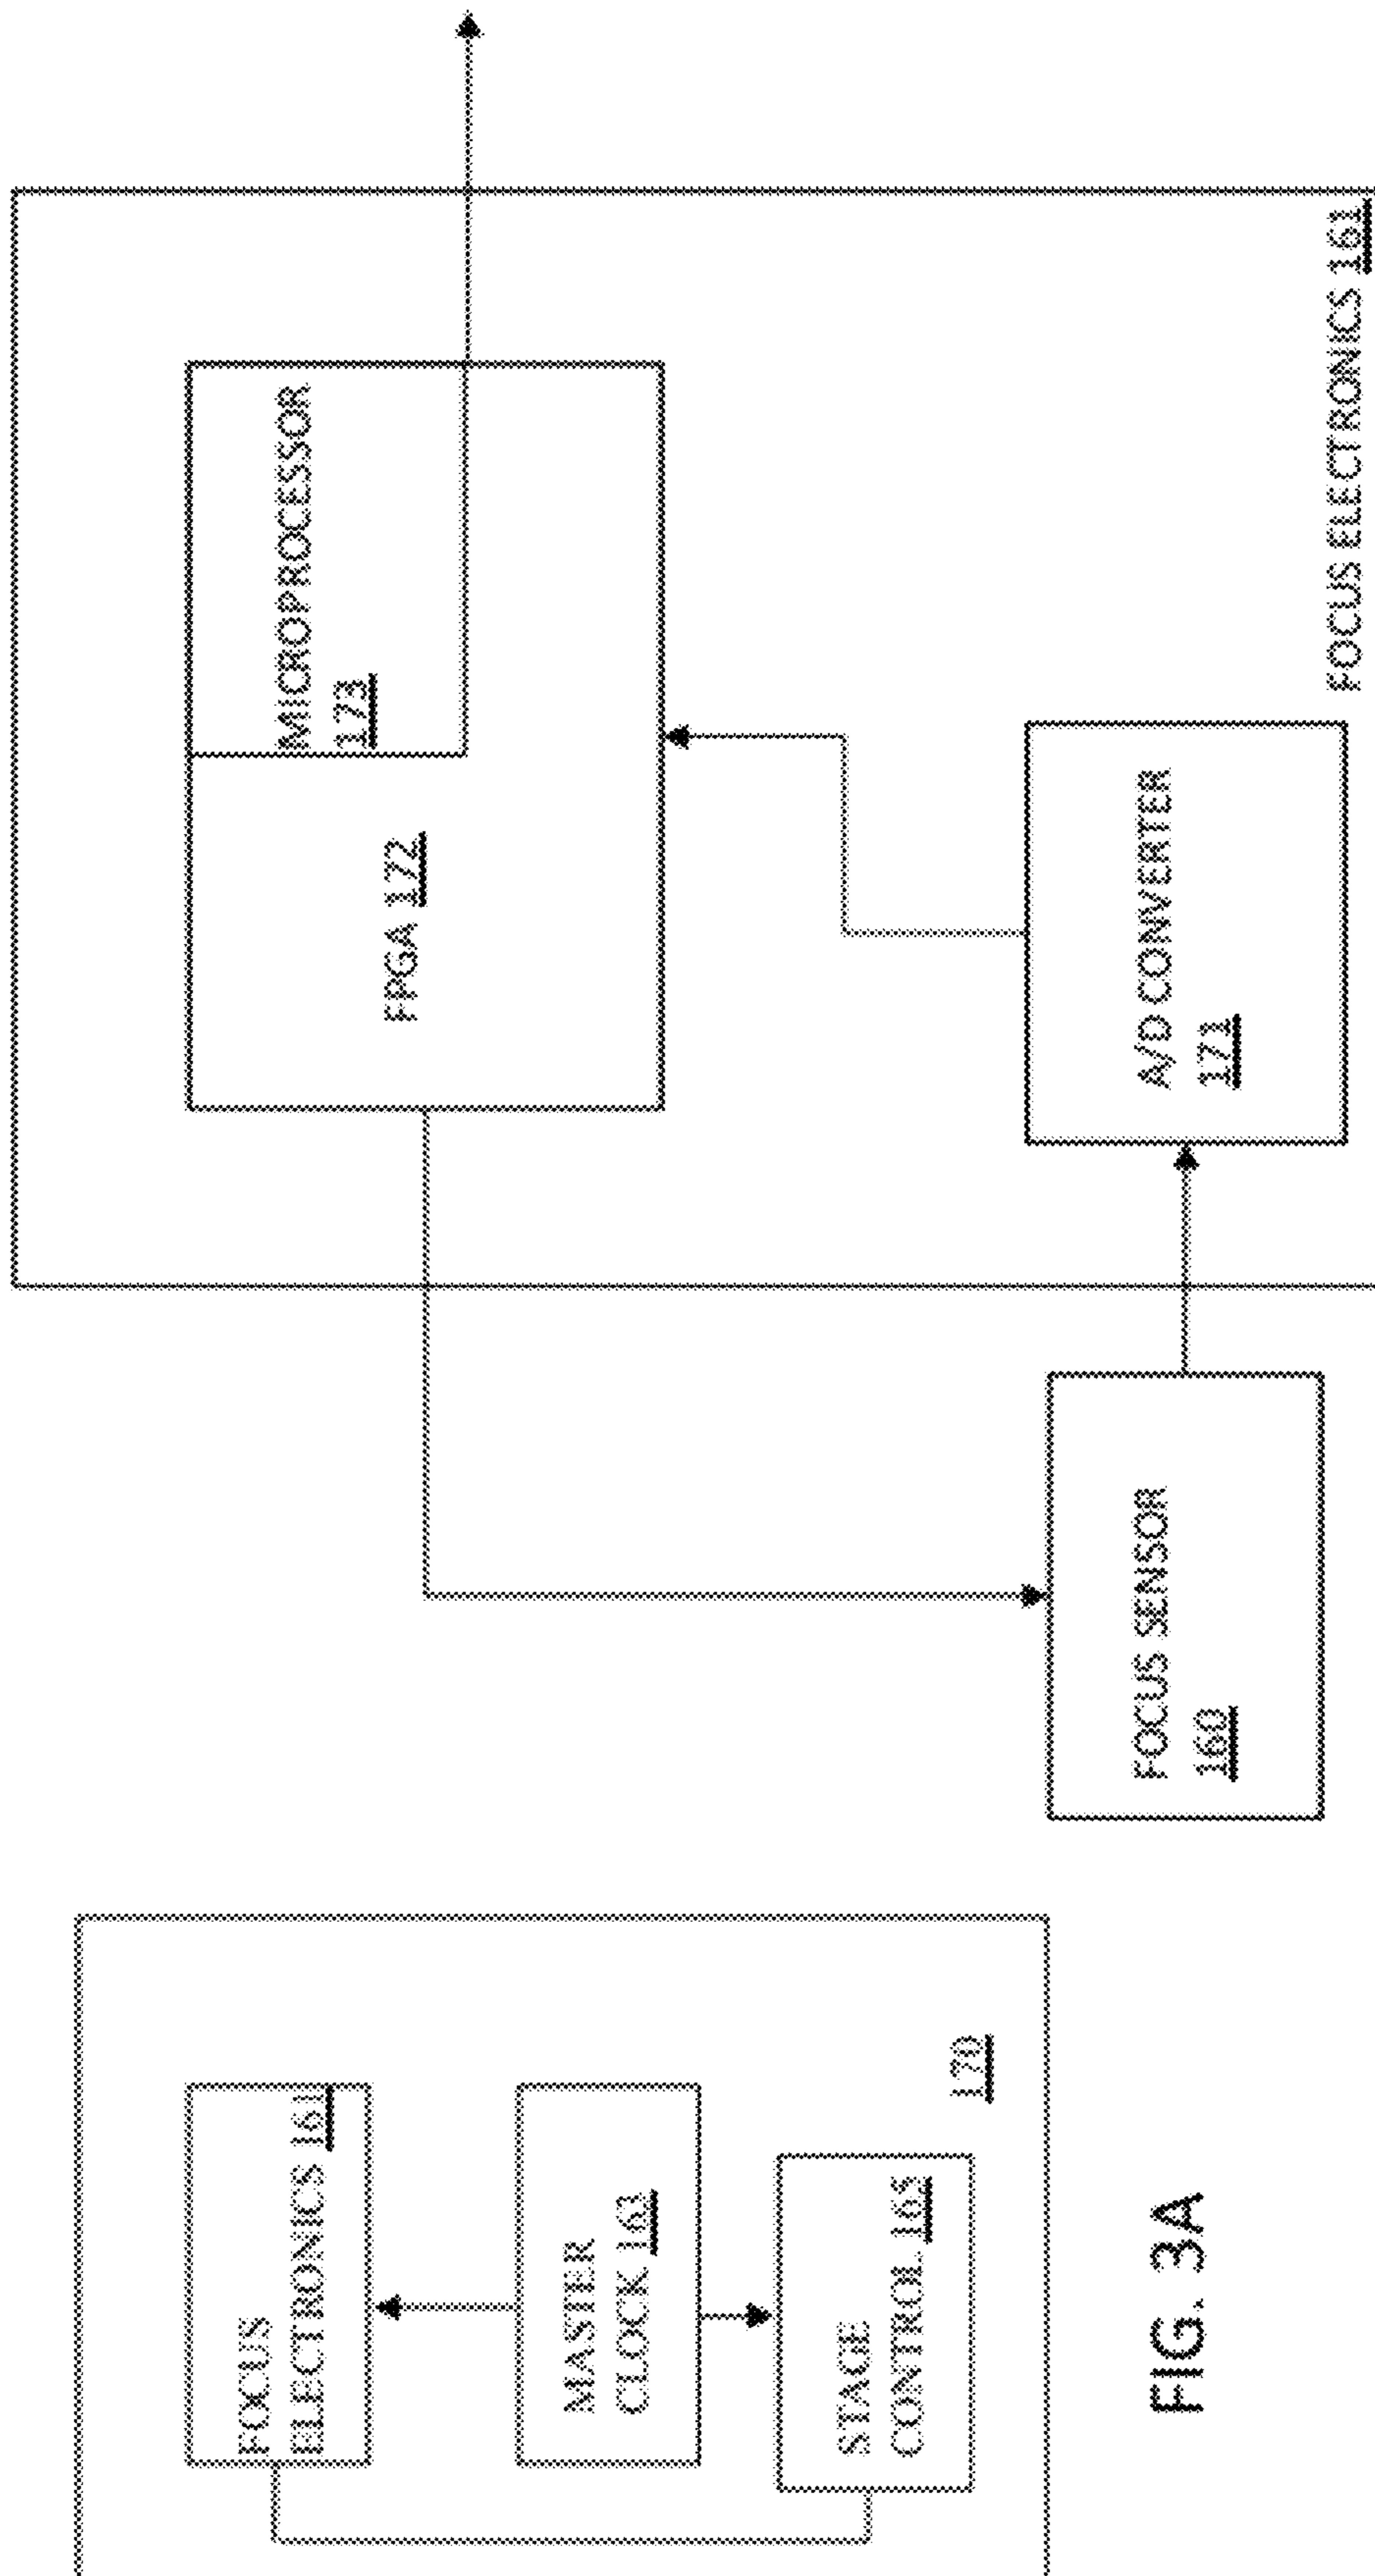 FOCUS
ELECTRONICS 161
MASTER
CLOCK 163
STAGE
CONTROL 165
170
FIG. 3A
MICROPROCESSOR
173
FPGA 172
FOCUS SENSOR
160
A/D CONVERTER
171
FOCUS ELECTRONICS 161